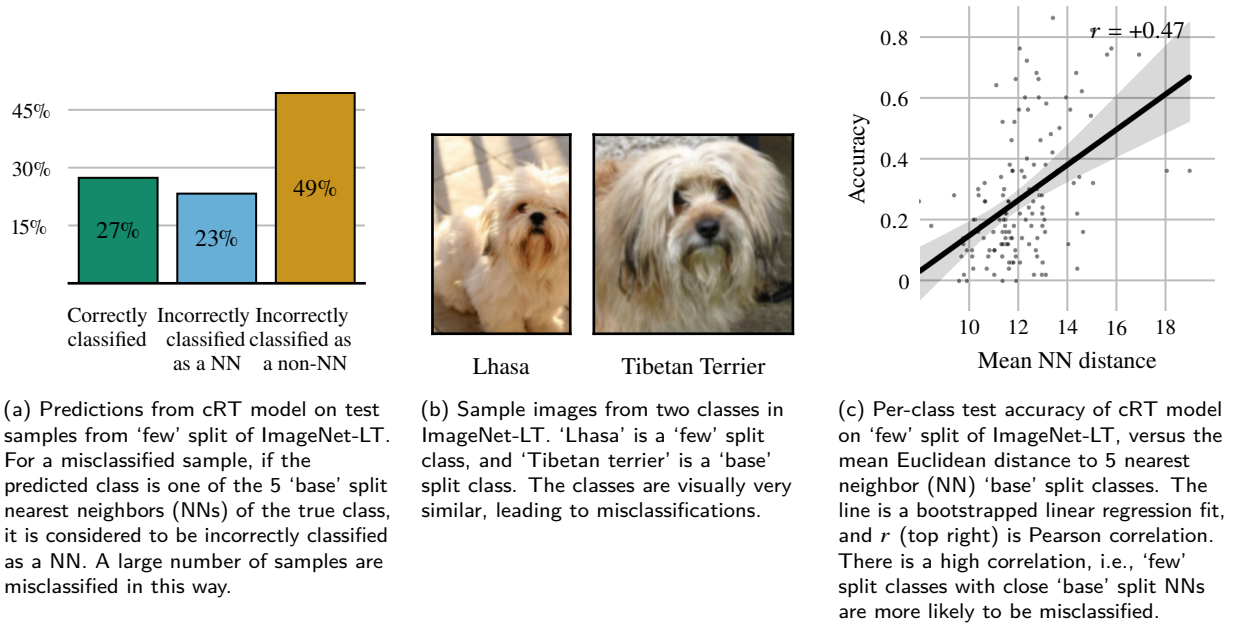 45%
30%
15%
27%
23%
49%
Correctly
classified
Incorrectly
classified
as a NN
Incorrectly
classified as
a non-NN
(a) Predictions from cRT model on test
samples from ‘few’ split of ImageNet-LT.
For a misclassified sample, if the
predicted class is one of the 5 ‘base’ split
nearest neighbors (NNs) of the true class,
it is considered to be incorrectly classified
as a NN. A large number of samples are
misclassified in this way.
Lhasa
Tibetan Terrier
(b) Sample images from two classes in
ImageNet-LT. ‘Lhasa’ is a ‘few’ split
class, and ‘Tibetan terrier’ is a ‘base’
split class. The classes are visually very
similar, leading to misclassifications.
r = +0.47
Accuracy
0.8
0.6
0.4
0.2
0
10 12 14 16 18
Mean NN distance
(c) Per-class test accuracy of cRT model
on ‘few’ split of ImageNet-LT, versus the
mean Euclidean distance to 5 nearest
neighbor (NN) ‘base’ split classes. The
line is a bootstrapped linear regression fit,
and r (top right) is Pearson correlation.
There is a high correlation, i.e., ‘few’
split classes with close ‘base’ split NNs
are more likely to be misclassified.